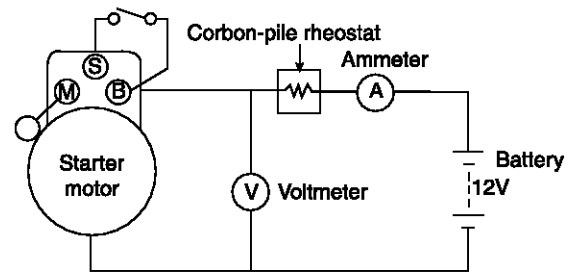 Corbon-pile rheostat
Ammeter
S
M
B
A
Starter
motor
V
Voltmeter
Battery
12V